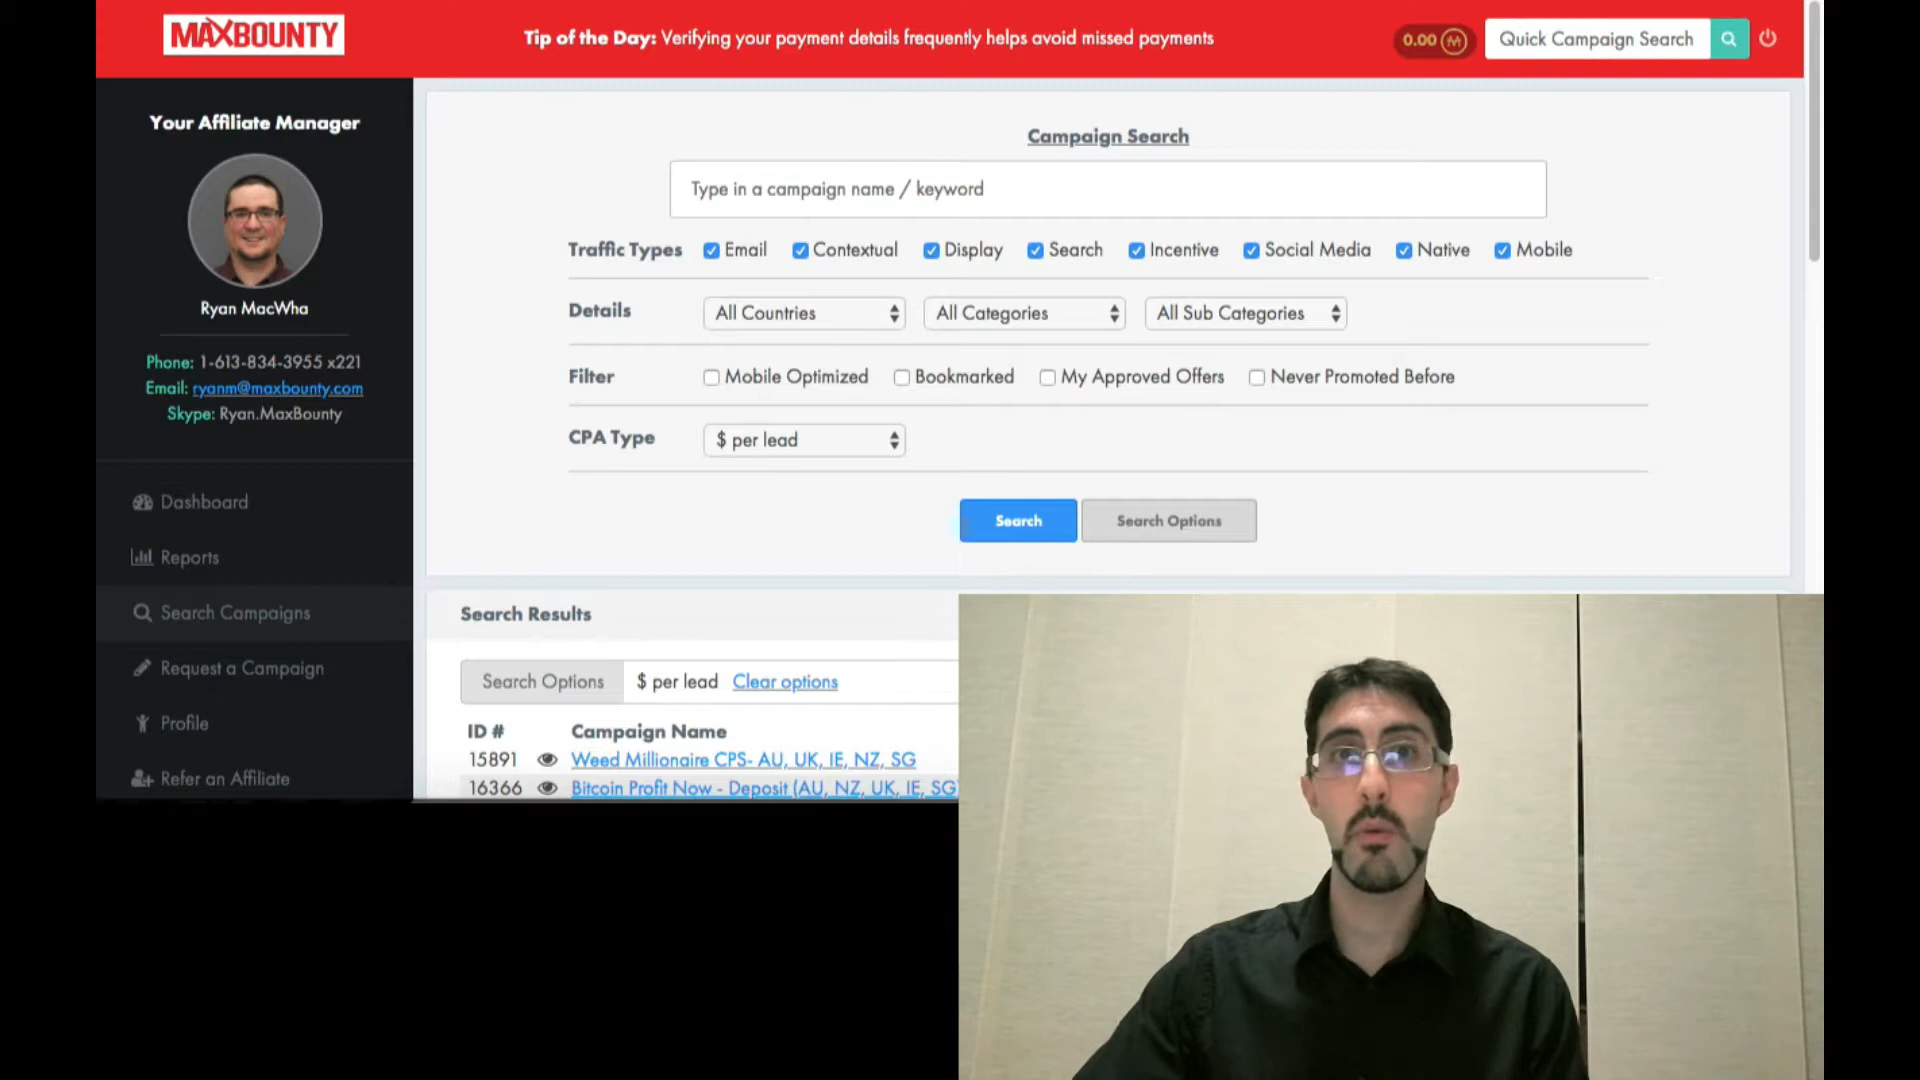 MAXBOUNTY
Tip of the Day: Verifying your payment details frequently helps avoid missed payments
0.00
Quick Campaign Search
Your Affiliate Manager
Ryan MacWha
Phone: 1-613-834-3955 x221
Email: ryanm@maxbounty.com
Skype: Ryan.MaxBounty
Dashboard
Reports
Search Campaigns
Request a Campaign
Profile
Refer an Affiliate
Campaign Search
Type in a campaign name / keyword
Traffic Types Email Contextual Display Search Incentive Social Media Native Mobile
Details All Countries All Categories All Sub Categories
Filter Mobile Optimized Bookmarked My Approved Offers Never Promoted Before
CPA Type $ per lead
Search Search Options
Search Results
Search Options $ per lead Clear options
ID # Campaign Name
15891 Weed Millionaire CPS- AU, UK, IE, NZ, SG
16366 Bitcoin Profit Now - Deposit (AU, NZ, UK, IE, SG)